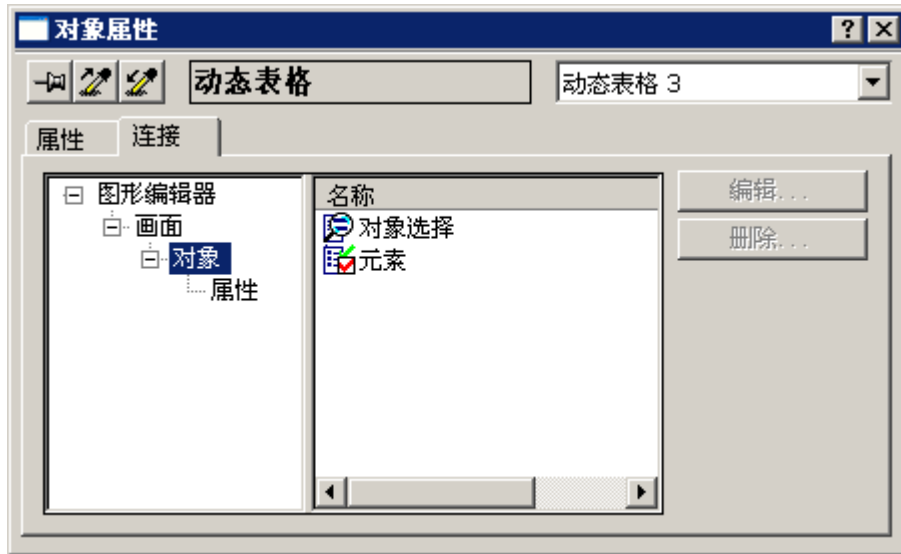 对象属性
动态表格
动态表格 3
属性
连接
图形编辑器
画面
对象
属性
名称
对象选择
元素
编辑...
删除...